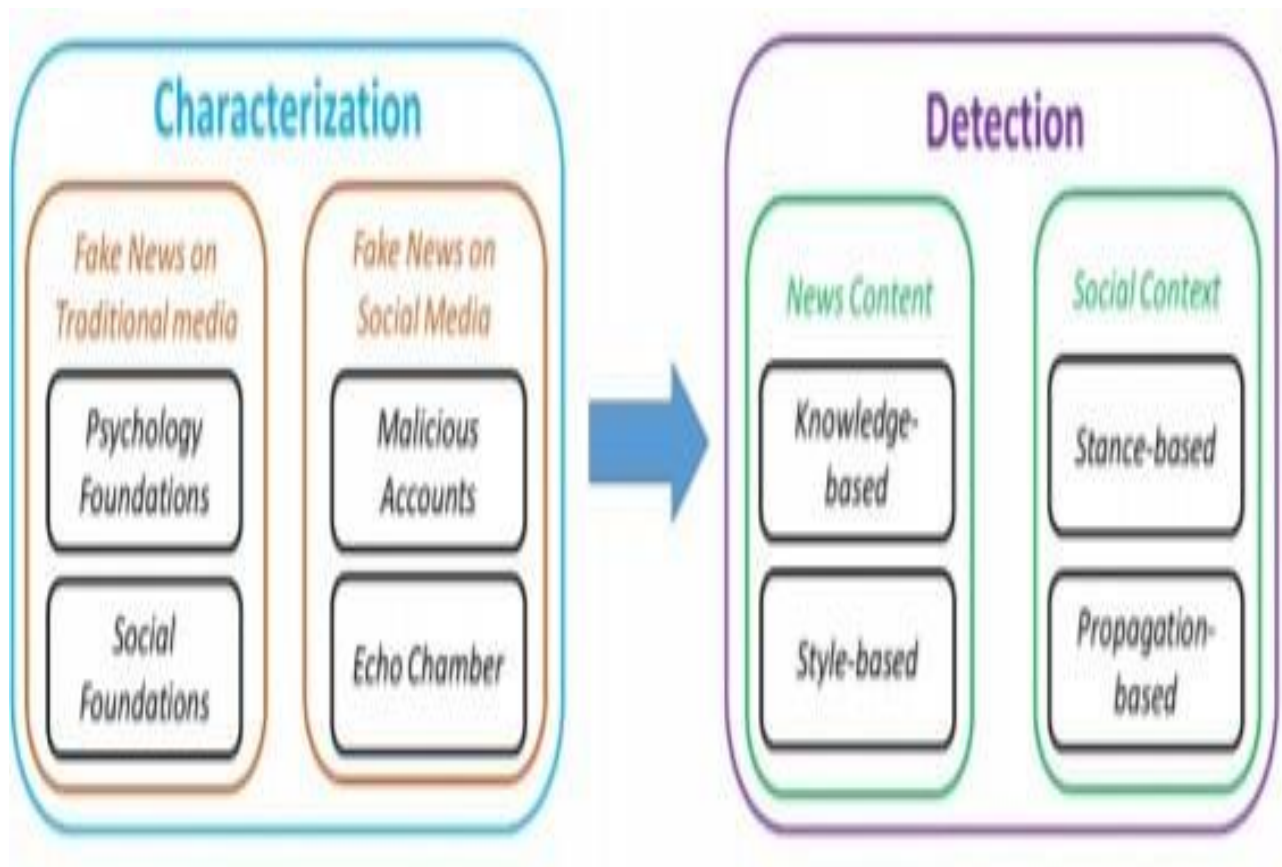 Characterization
Fake News on
Traditional media
Psychology
Foundations
Social
Foundations
Fake News on
Social Media
Malicious
Accounts
Echo Chamber
Detection
News Content
Knowledge-
based
Style-based
Social Context
Stance-based
Propagation-
based